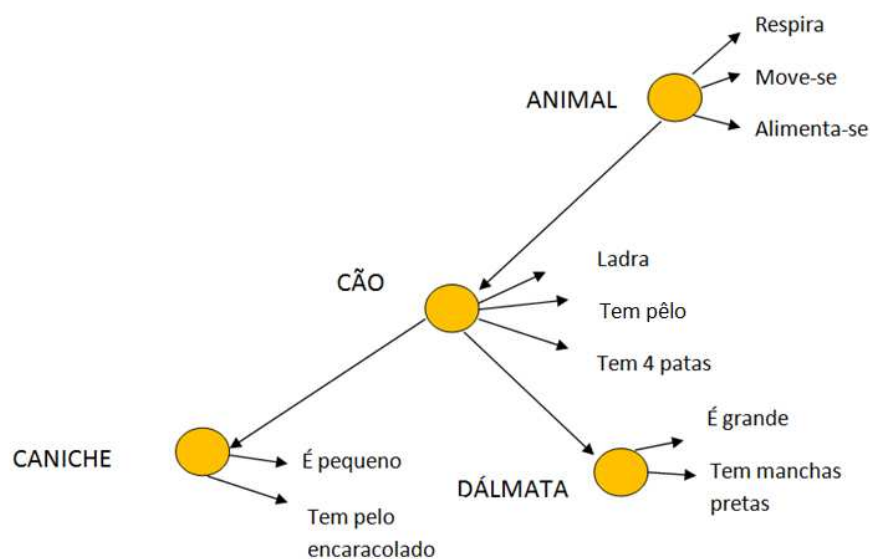 Respira
Move-se
ANIMAL
Alimenta-se
CÃO
Ladra
Tem pêlo
Tem 4 patas
CANICHE
É pequeno
Tem pelo
encaracolado
DÁLMATA
É grande
Tem manchas
pretas